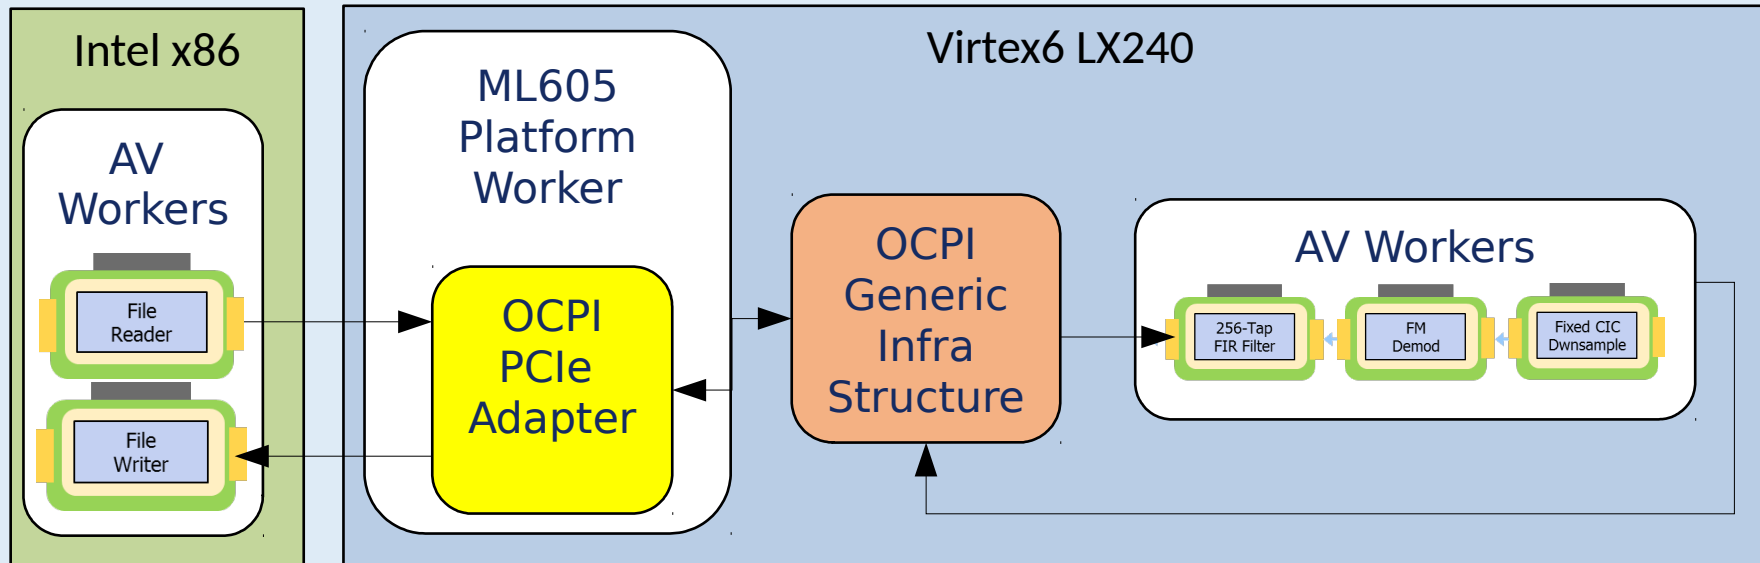 Intel x86
AV
Workers
File
Reader
File
Writer
Virtex6 LX240
ML605
Platform
Worker
OCPI
PCIe
Adapter
OCPI
Generic
Infra
Structure
AV Workers
256-Tap
FIR Filter
FM
Demod
Fixed CIC
Dwnsample